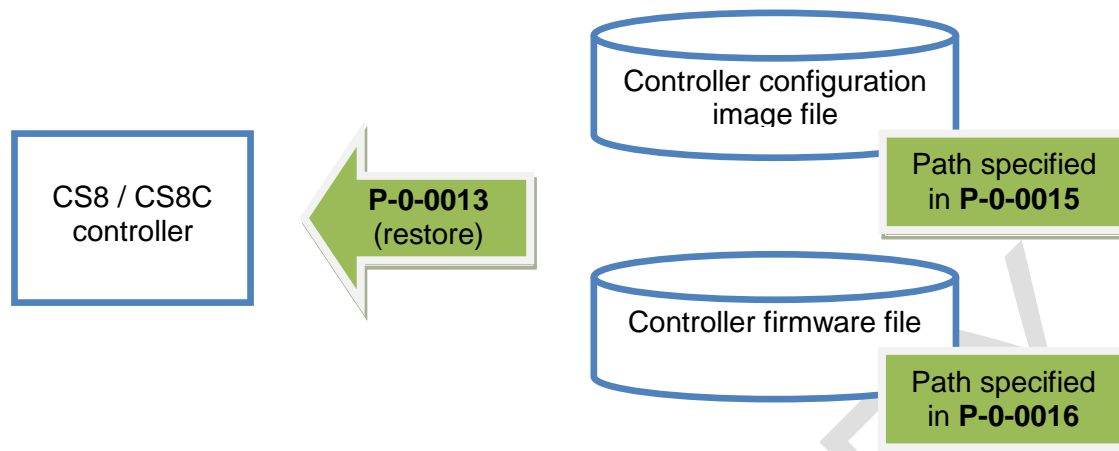 CS8 / CS8C
controller
P-0-0013
(restore)
Controller configuration
image file
Path specified
in P-0-0015
Controller firmware file
Path specified
in P-0-0016